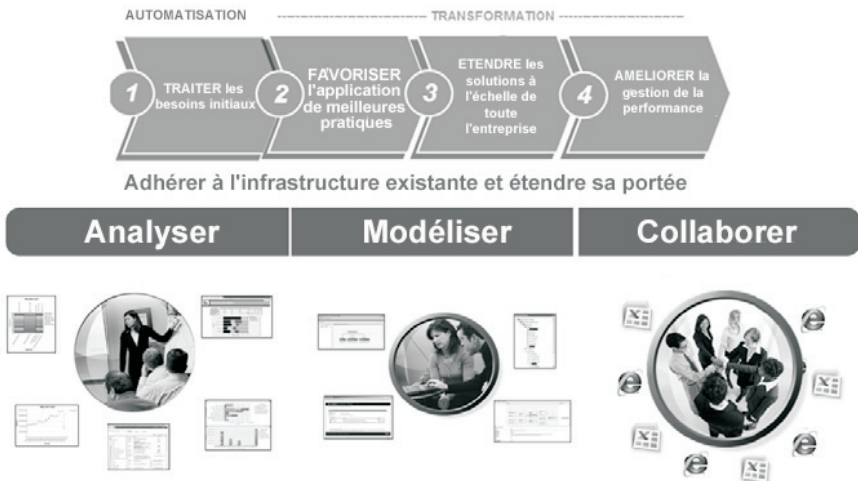 AUTOMATISATION
TRANSFORMATION
1
TRAITER les
besoins initiaux
2
FAVORISER
l'application
de meilleures
pratiques
3
ETENDRE les
solutions à
l'échelle de
toute
l'entreprise
4
AMELIORER la
gestion de la
performance
Adhérer à l'infrastructure existante et étendre sa portée
Analyser
Modéliser
Collaborer